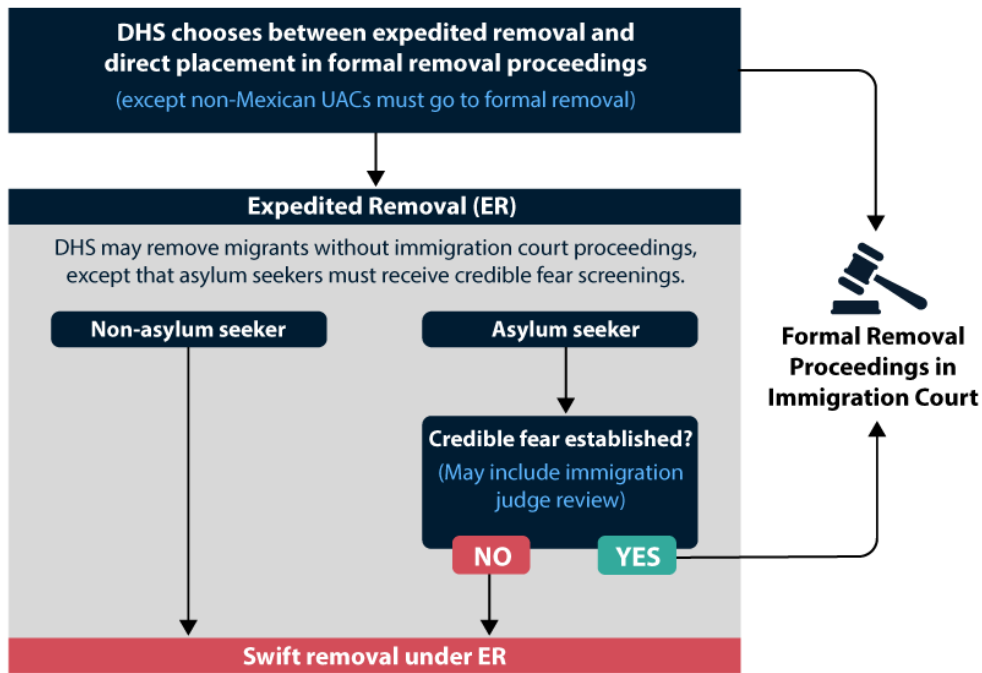 DHS chooses between expedited removal and
direct placement in formal removal proceedings
(except non-Mexican UACs must go to formal removal)
Expedited Removal (ER)
DHS may remove migrants without immigration court proceedings,
except that asylum seekers must receive credible fear screenings.
Non-asylum seeker
Asylum seeker
Formal Removal
Proceedings in
Immigration Court
Credible fear established?
(May include immigration
judge review)
NO
YES
Swift removal under ER